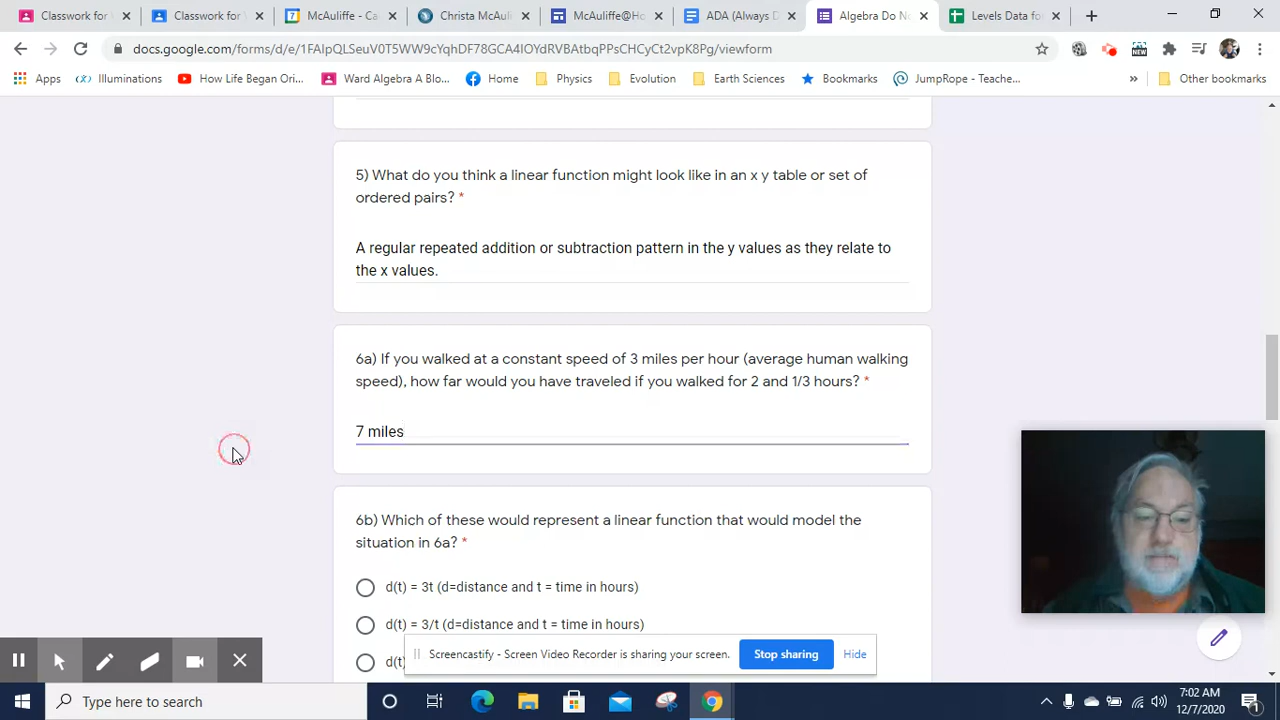 Classwork for
Classwork for
McAuliffe - Ca
Christa McAuli
McAuliffe@Ho
ADA (Always D
Algebra Do No
Levels Data for
docs.google.com/forms/d/e/1FAIpQLSeuV0T5WW9cYqhDF78GCA4IOYdRVBAtbqPPsCHCyCt2vpK8Pg/viewform
Apps
Illuminations
How Life Began Ori...
Ward Algebra A Blo...
Home
Physics
Evolution
Earth Sciences
Bookmarks
JumpRope - Teache...
»
Other bookmarks
5) What do you think a linear function might look like in an x y table or set of
ordered pairs? *
A regular repeated addition or subtraction pattern in the y values as they relate to
the x values.
6a) If you walked at a constant speed of 3 miles per hour (average human walking
speed), how far would you have traveled if you walked for 2 and 1/3 hours? *
7 miles
6b) Which of these would represent a linear function that would model the
situation in 6a? *
d(t) = 3t (d=distance and t = time in hours)
d(t) = 3/t (d=distance and t = time in hours)
d(t)
Screencastify - Screen Video Recorder is sharing your screen.
Stop sharing
Hide
Type here to search
7:02 AM
12/7/2020